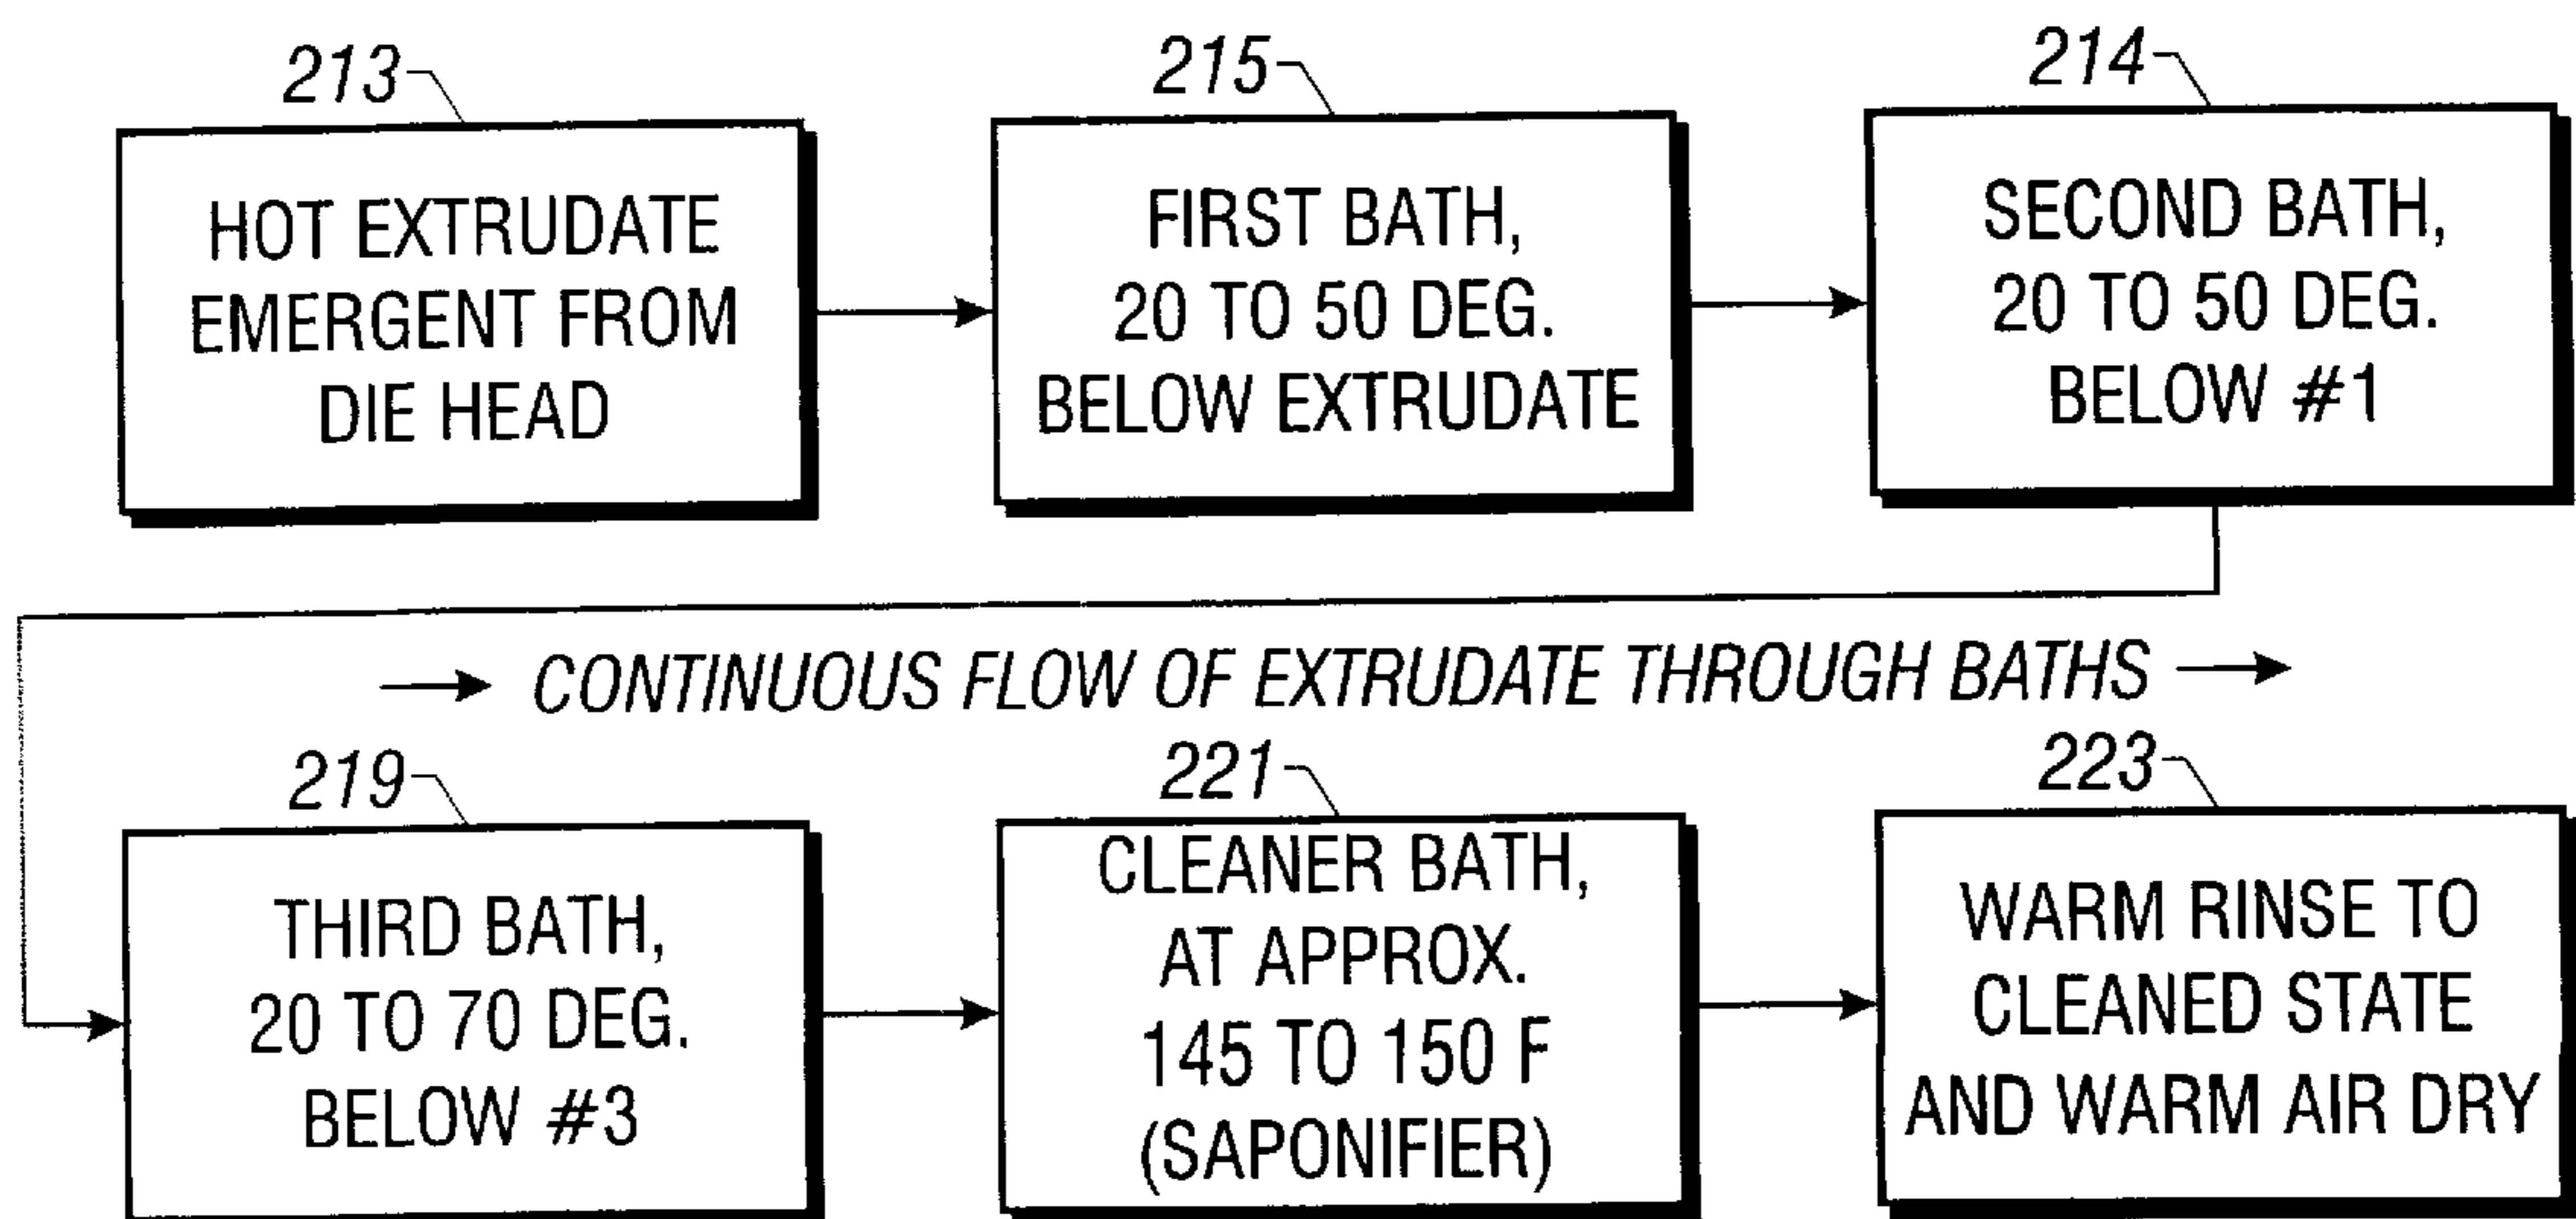 213
HOT EXTRUDATE
EMERGENT FROM
DIE HEAD
215
FIRST BATH,
20 TO 50 DEG.
BELOW EXTRUDATE
214
SECOND BATH,
20 TO 50 DEG.
BELOW #1
CONTINUOUS FLOW OF EXTRUDATE THROUGH BATHS
219
THIRD BATH,
20 TO 70 DEG.
BELOW #3
221
CLEANER BATH,
AT APPROX.
145 TO 150 F
(SAPONIFIER)
223
WARM RINSE TO
CLEANED STATE
AND WARM AIR DRY